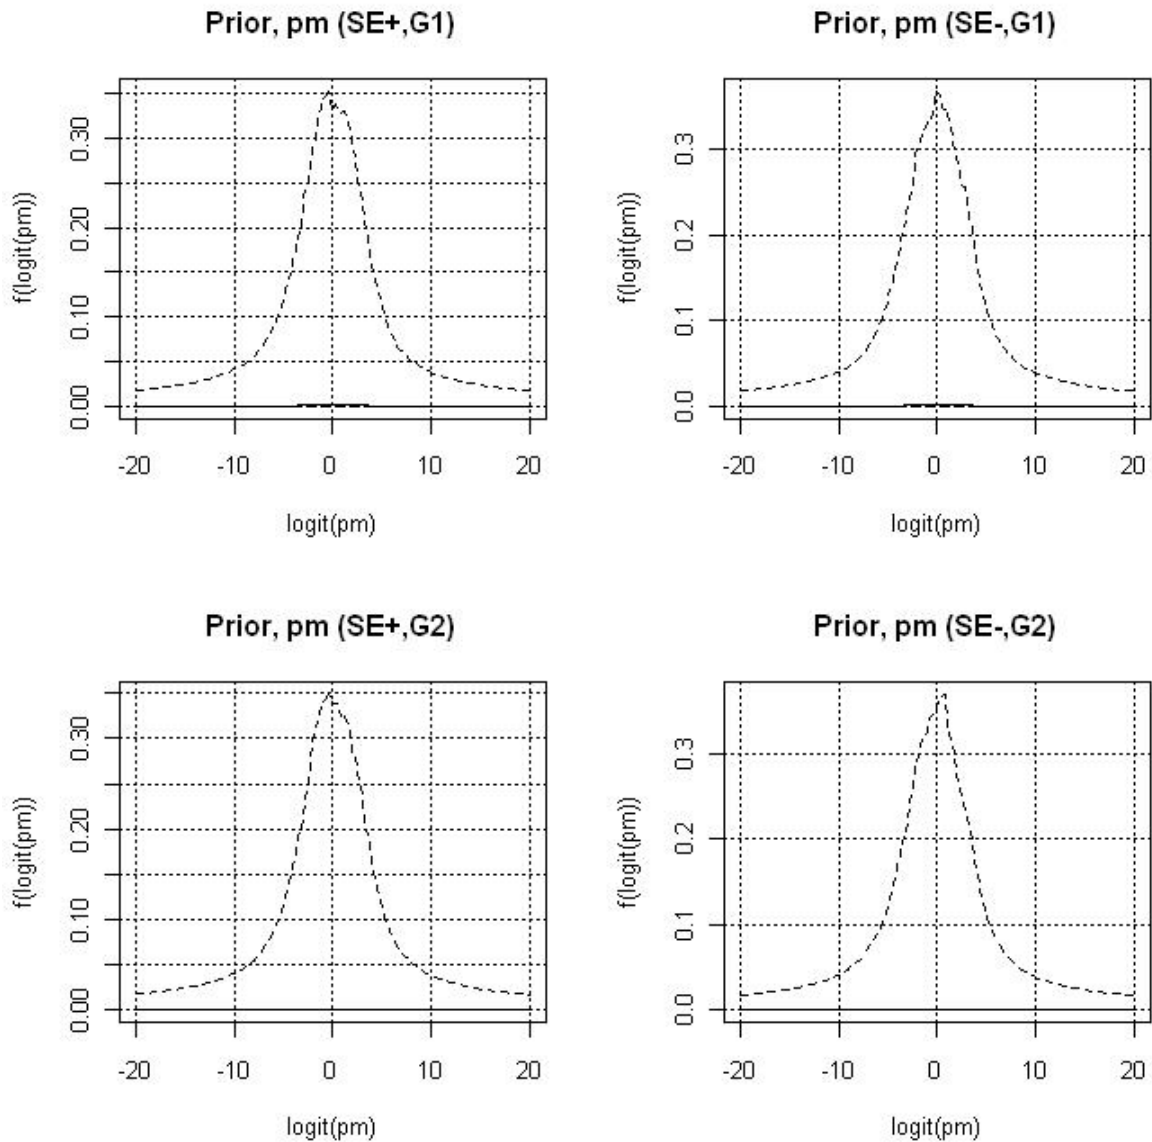 Prior, pm (SE+,G1)
f(logit(pm))
0.30
0.20
0.10
0.00
-20 -10 0 10 20
logit(pm)
Prior, pm (SE-,G1)
f(logit(pm))
0.3
0.2
0.1
0.0
-20 -10 0 10 20
logit(pm)
Prior, pm (SE+,G2)
f(logit(pm))
0.30
0.20
0.10
0.00
-20 -10 0 10 20
logit(pm)
Prior, pm (SE-,G2)
f(logit(pm))
0.3
0.2
0.1
0.0
-20 -10 0 10 20
logit(pm)